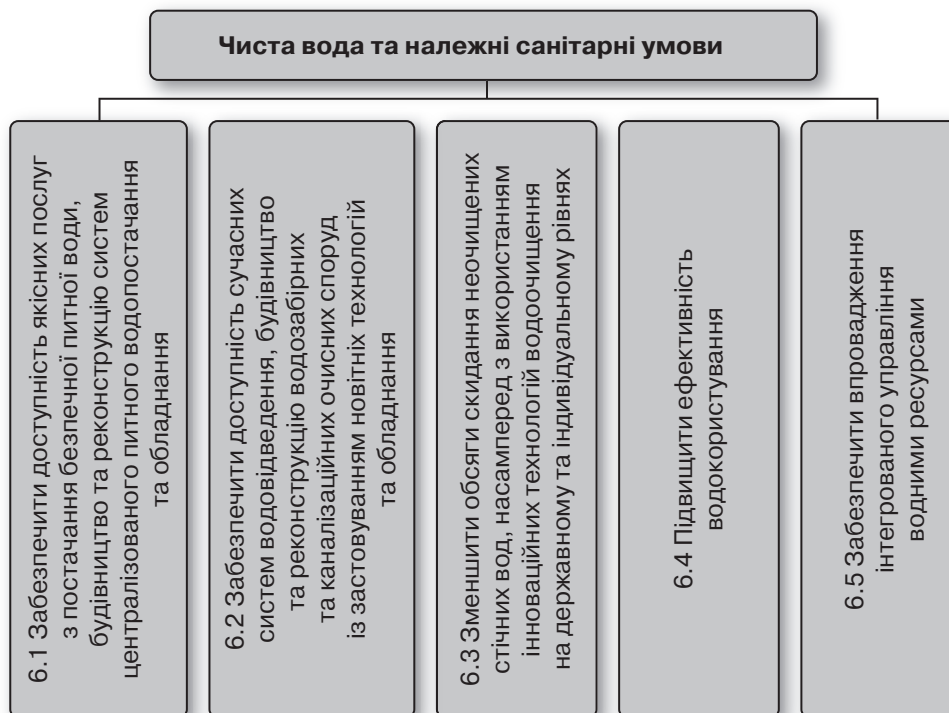 Чиста вода та належні санітарні умови
6.1 Забезпечити доступність якісних послуг
з постачання безпечної питної води,
будівництво та реконструкцію систем
централізованого питного водопостачання
та обладнання
6.2 Забезпечити доступність сучасних
систем водовідведення, будівництво
та реконструкцію водозабірних
та каналізаційних очисних споруд
із застовуванням новітніх технологій
та обладнання
6.3 Зменшити обсяги скидання неочищених
стічних вод, насамперед з використанням
інноваційних технологій водоочищення
на державному та індивідуальному рівнях
6.4 Підвищити ефективність
водокористування
6.5 Забезпечити впровадження
інтегрованого управління
водними ресурсами